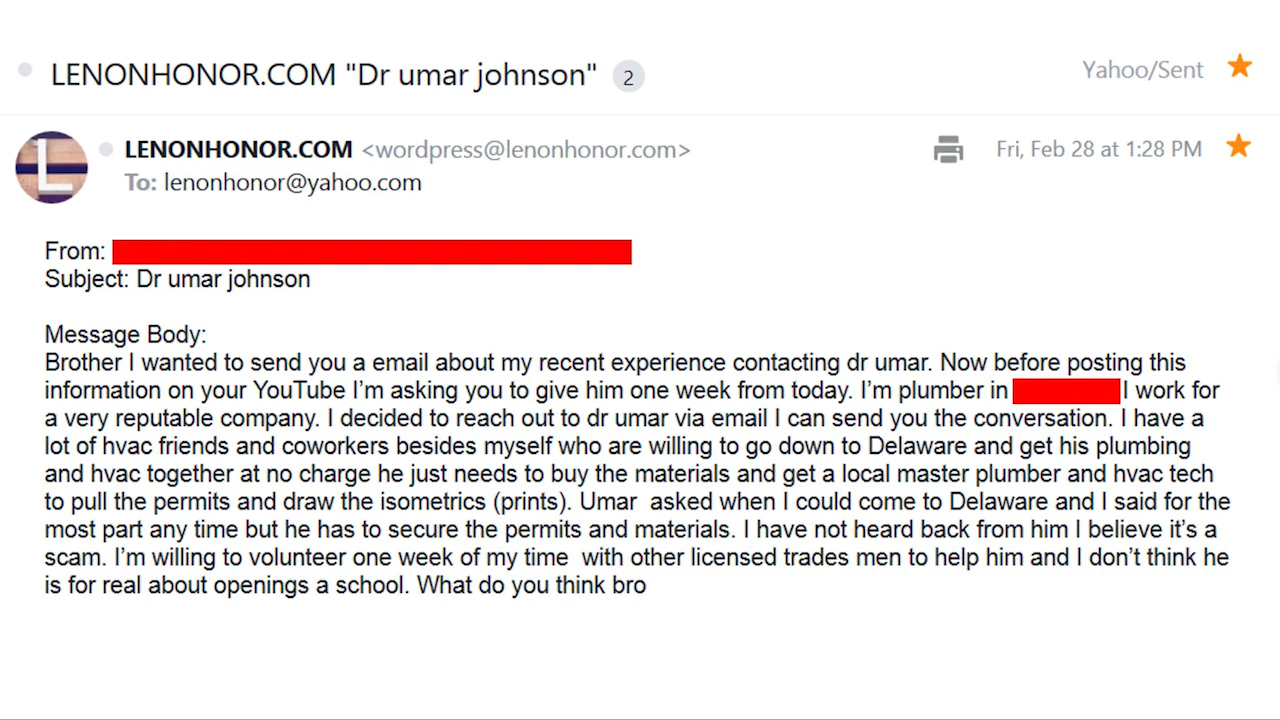 LENONHONOR.COM "Dr umar johnson" 2 Yahoo/Sent
L
LENONHONOR.COM <wordpress@lenonhonor.com> Fri, Feb 28 at 1:28 PM
To: lenonhonor@yahoo.com
From:
Subject: Dr umar johnson
Message Body:
Brother I wanted to send you a email about my recent experience contacting dr umar. Now before posting this
information on your YouTube I’m asking you to give him one week from today. I’m plumber in I work for
a very reputable company. I decided to reach out to dr umar via email I can send you the conversation. I have a
lot of hvac friends and coworkers besides myself who are willing to go down to Delaware and get his plumbing
and hvac together at no charge he just needs to buy the materials and get a local master plumber and hvac tech
to pull the permits and draw the isometrics (prints). Umar  asked when I could come to Delaware and I said for the
most part any time but he has to secure the permits and materials. I have not heard back from him I believe it’s a
scam. I’m willing to volunteer one week of my time  with other licensed trades men to help him and I don’t think he
is for real about openings a school. What do you think bro